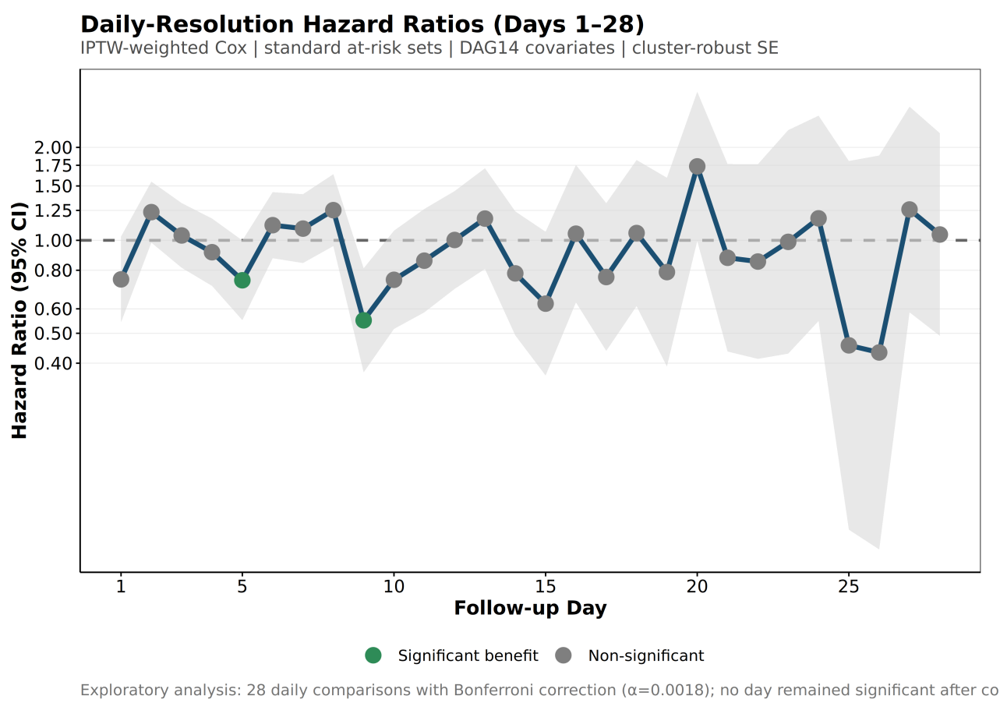 Daily-Resolution Hazard Ratios (Days 1–28)
IPTW-weighted Cox | standard at-risk sets | DAG14 covariates | cluster-robust SE
Hazard Ratio (95% CI)
2.00
1.75
1.50
1.25
1.00
0.80
0.60
0.50
0.40
1 5 10 15 20 25
Follow-up Day
Significant benefit Non-significant
Exploratory analysis: 28 daily comparisons with Bonferroni correction (α=0.0018); no day remained significant after co